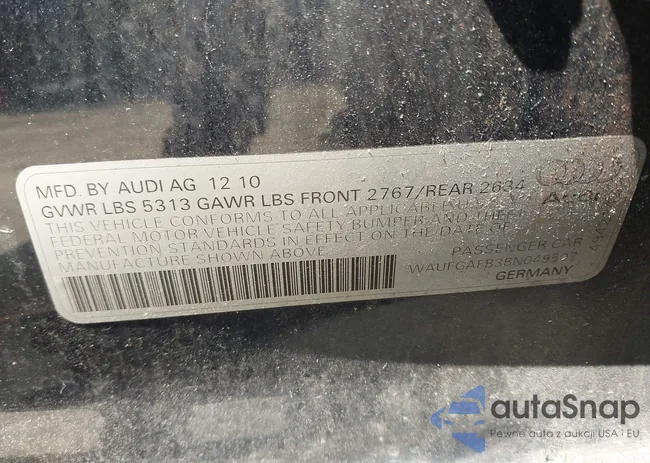 MFD. BY AUDI AG 12 10
GVWR LBS 5313 GAWR LBS FRONT 2767/REAR 2634
THIS VEHICLE CONFORMS TO ALL APPLICABLE U.S.
FEDERAL MOTOR VEHICLE SAFETY BUMPER AND THEFT
PREVENTION STANDARDS IN EFFECT ON THE DATE OF
MANUFACTURE SHOWN ABOVE.
PASSENGER CAR
GERMANY
autaSnap
Pewne auta z aukcji USA i EU